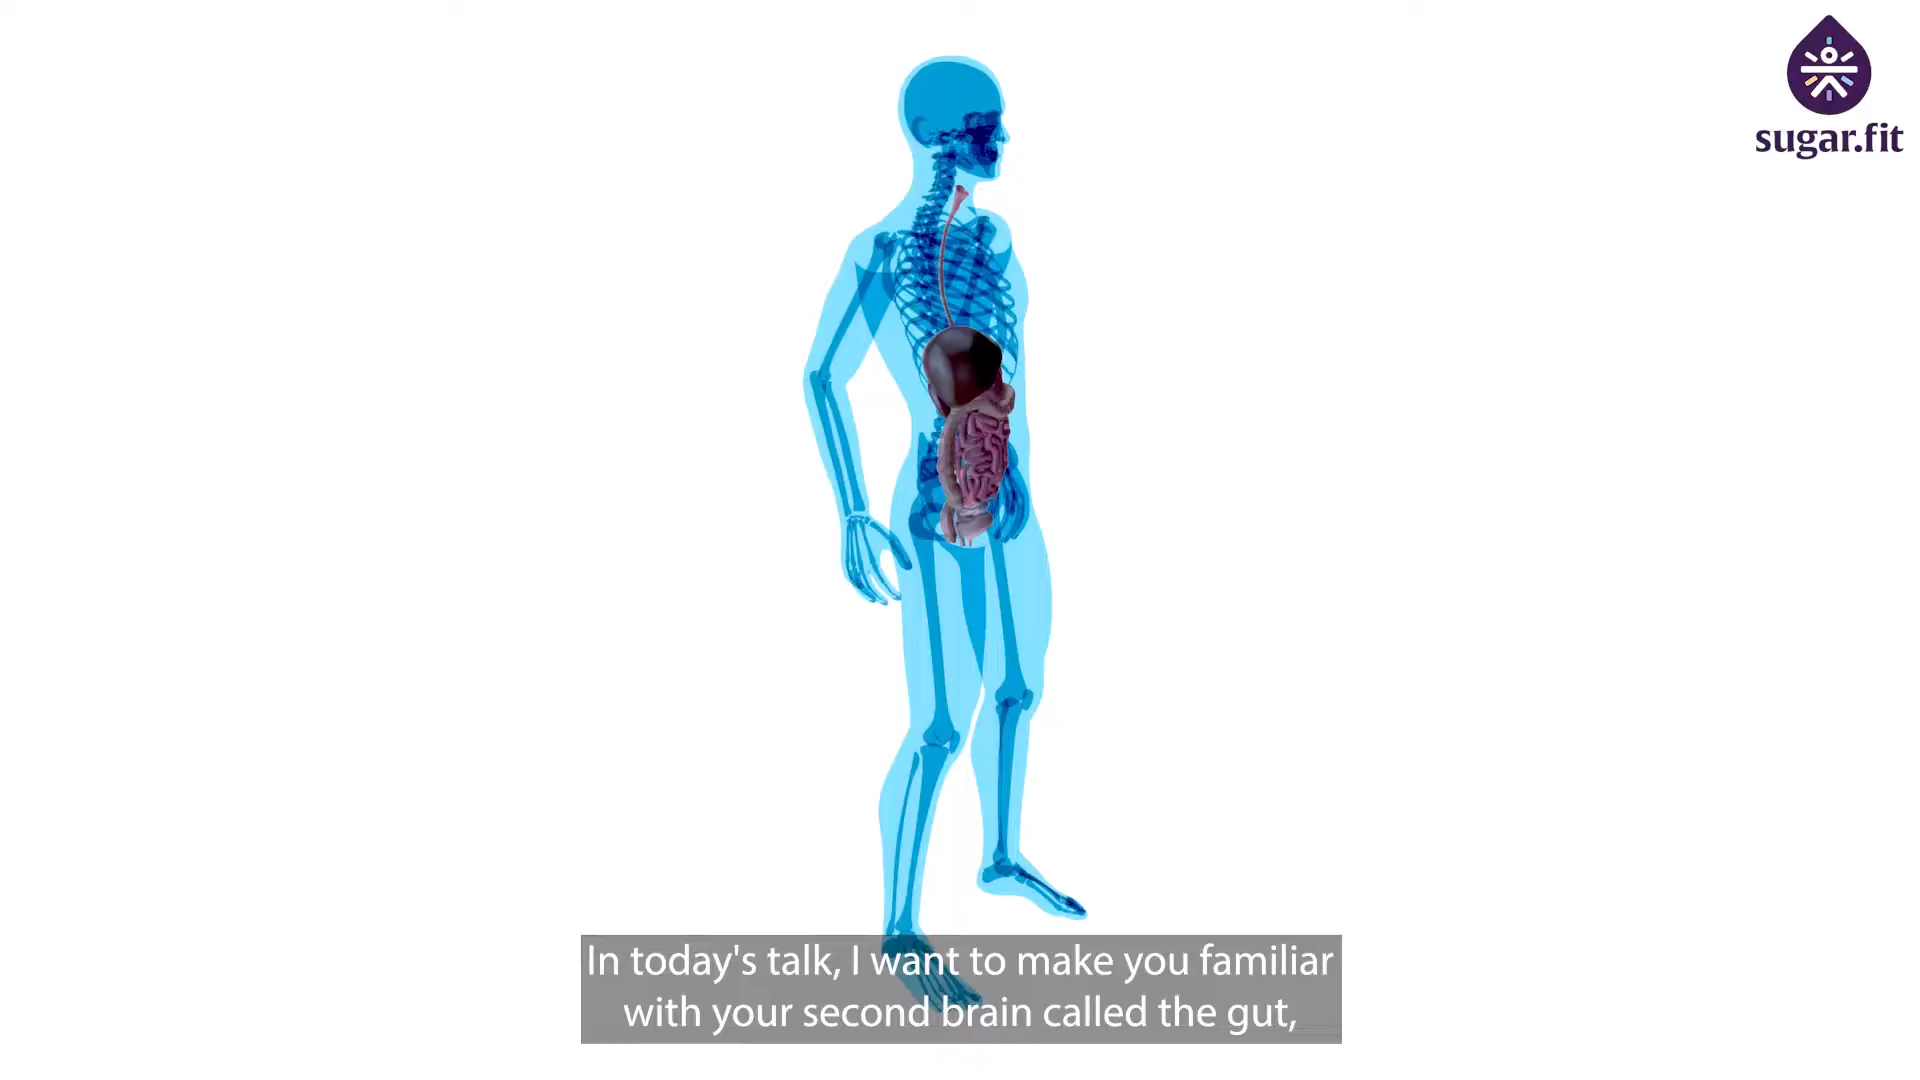 sugar.fit
In today's talk, I want to make you familiar
with your second brain called the gut,